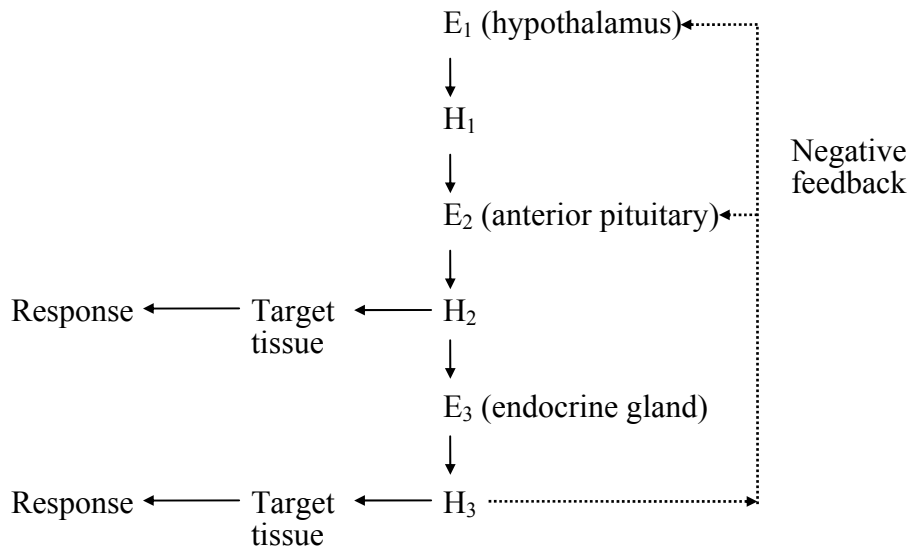 E₁ (hypothalamus)
H₁
Negative
feedback
E₂ (anterior pituitary)
Response
Target
tissue
H₂
E₃ (endocrine gland)
Response
Target
tissue
H₃